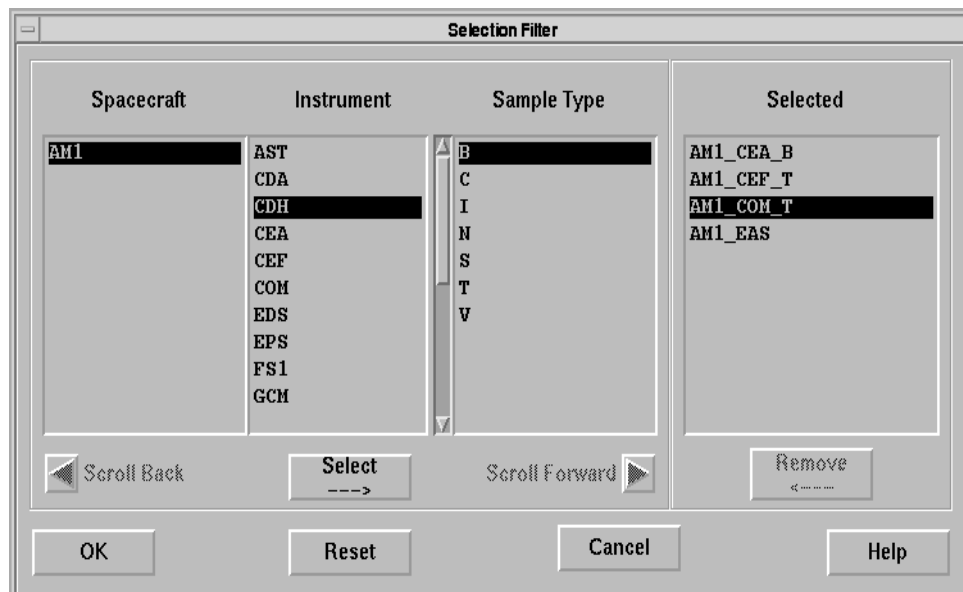 Selection Filter
Spacecraft
Instrument
Sample Type
Selected
AM1
AST
CDA
CDH
CEA
CEF
COM
EDS
EPS
FS1
GCM
B
C
I
N
S
T
V
AM1_CEA_B
AM1_CEF_T
AM1_COM_T
AM1_EAS
Scroll Back
Select
--->
Scroll Forward
Remove
<---
OK
Reset
Cancel
Help